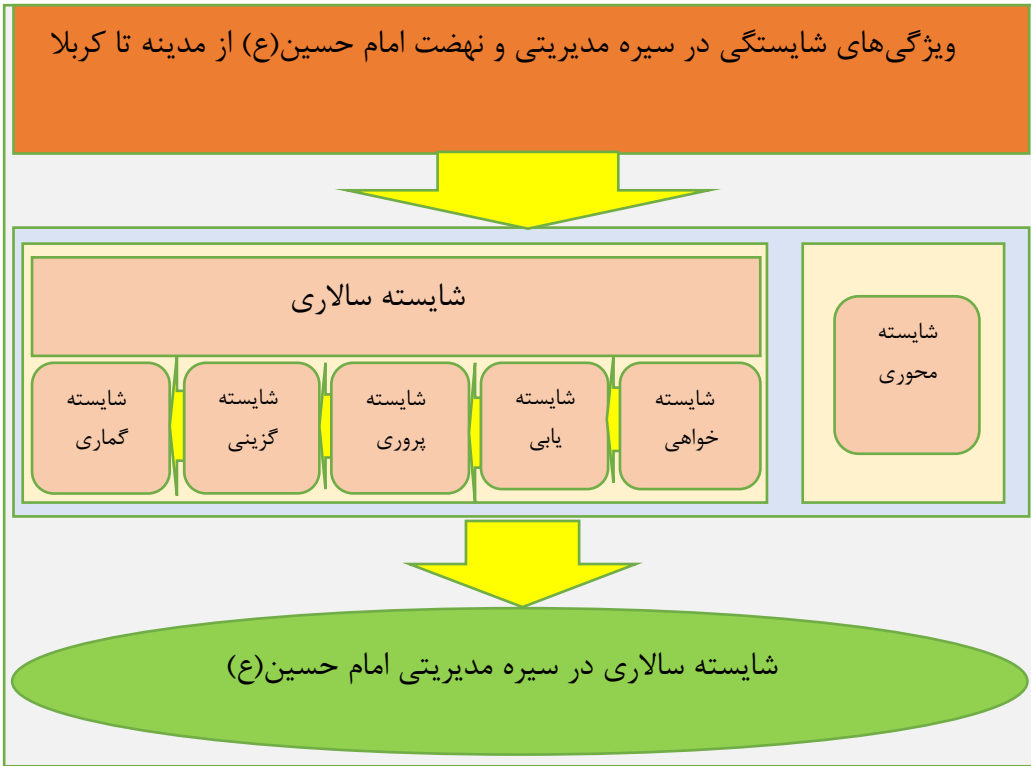 ویژگی‌های شایستگی در سیره مدیریتی و نهضت امام حسین(ع) از مدینه تا کربلا
شایسته
محوری
شایسته سالاری
شایسته
خواهی
شایسته
یابی
شایسته
پروری
شایسته
گزینی
شایسته
گماری
شایسته سالاری در سیره مدیریتی امام حسین(ع)